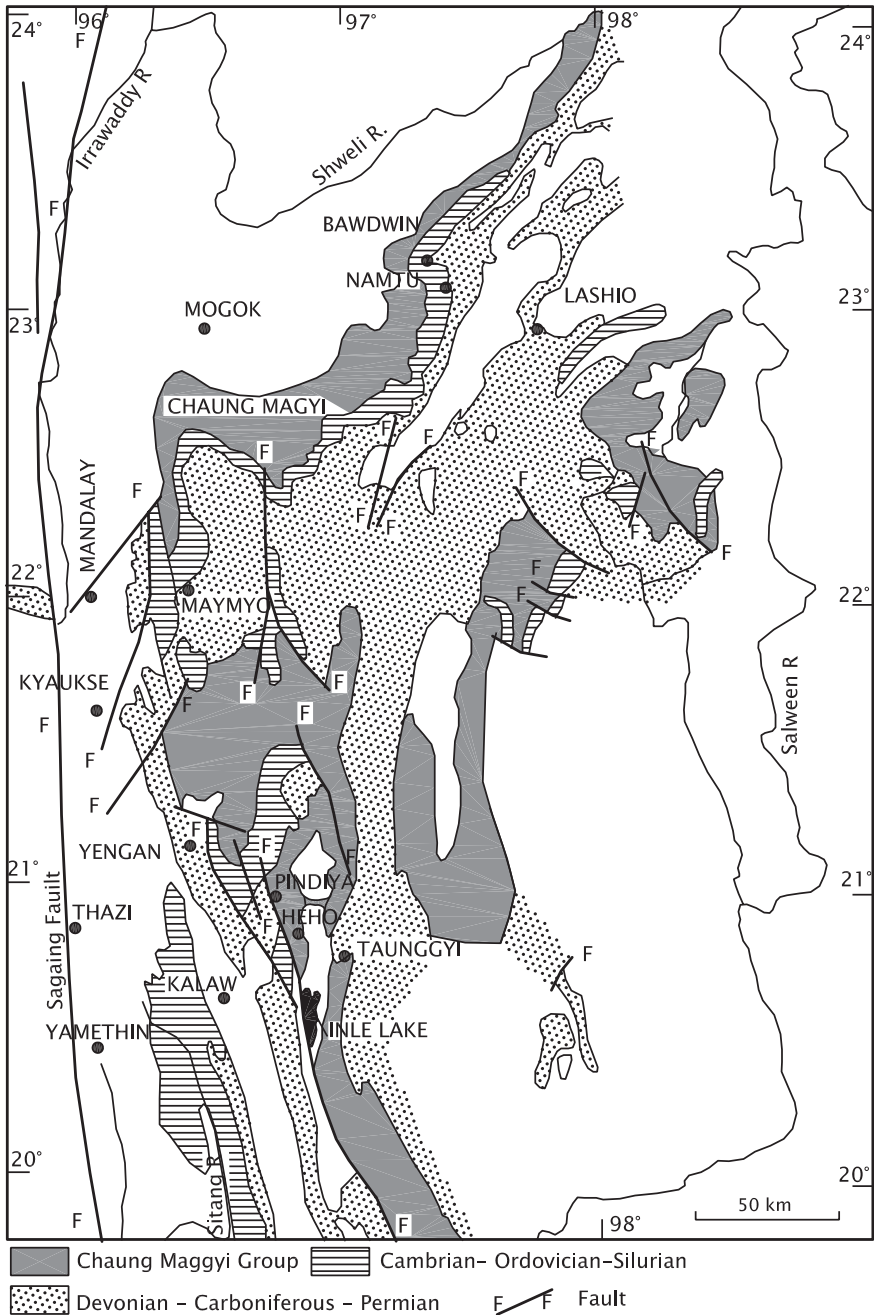 24° 96° 97° 98°
24°
F
Irrawaddy R
Shweli R.
F
BAWDWIN
NAMTU
23°
MOGOK
LASHIO
23°
CHAUNG MAGYI
F
F
F
F
F
F
F
MANDALAY
F
F
F
F
22°
MAYMYO
22°
KYAUKSE
F
F
F
F
F
F
F
F
Salween R
YENGAN
F
F
F
21°
PINDIYA
21°
THAZI
HEHO
F
TAUNGGYI
F
Sagaing Fauilt
KALAW
YAMETHIN
INLE LAKE
20°
Sitang R
20°
F
F
98°
50 km
Chaung Maggyi Group
Cambrian– Ordovician–Silurian
Devonian – Carboniferous – Permian
F F Fault